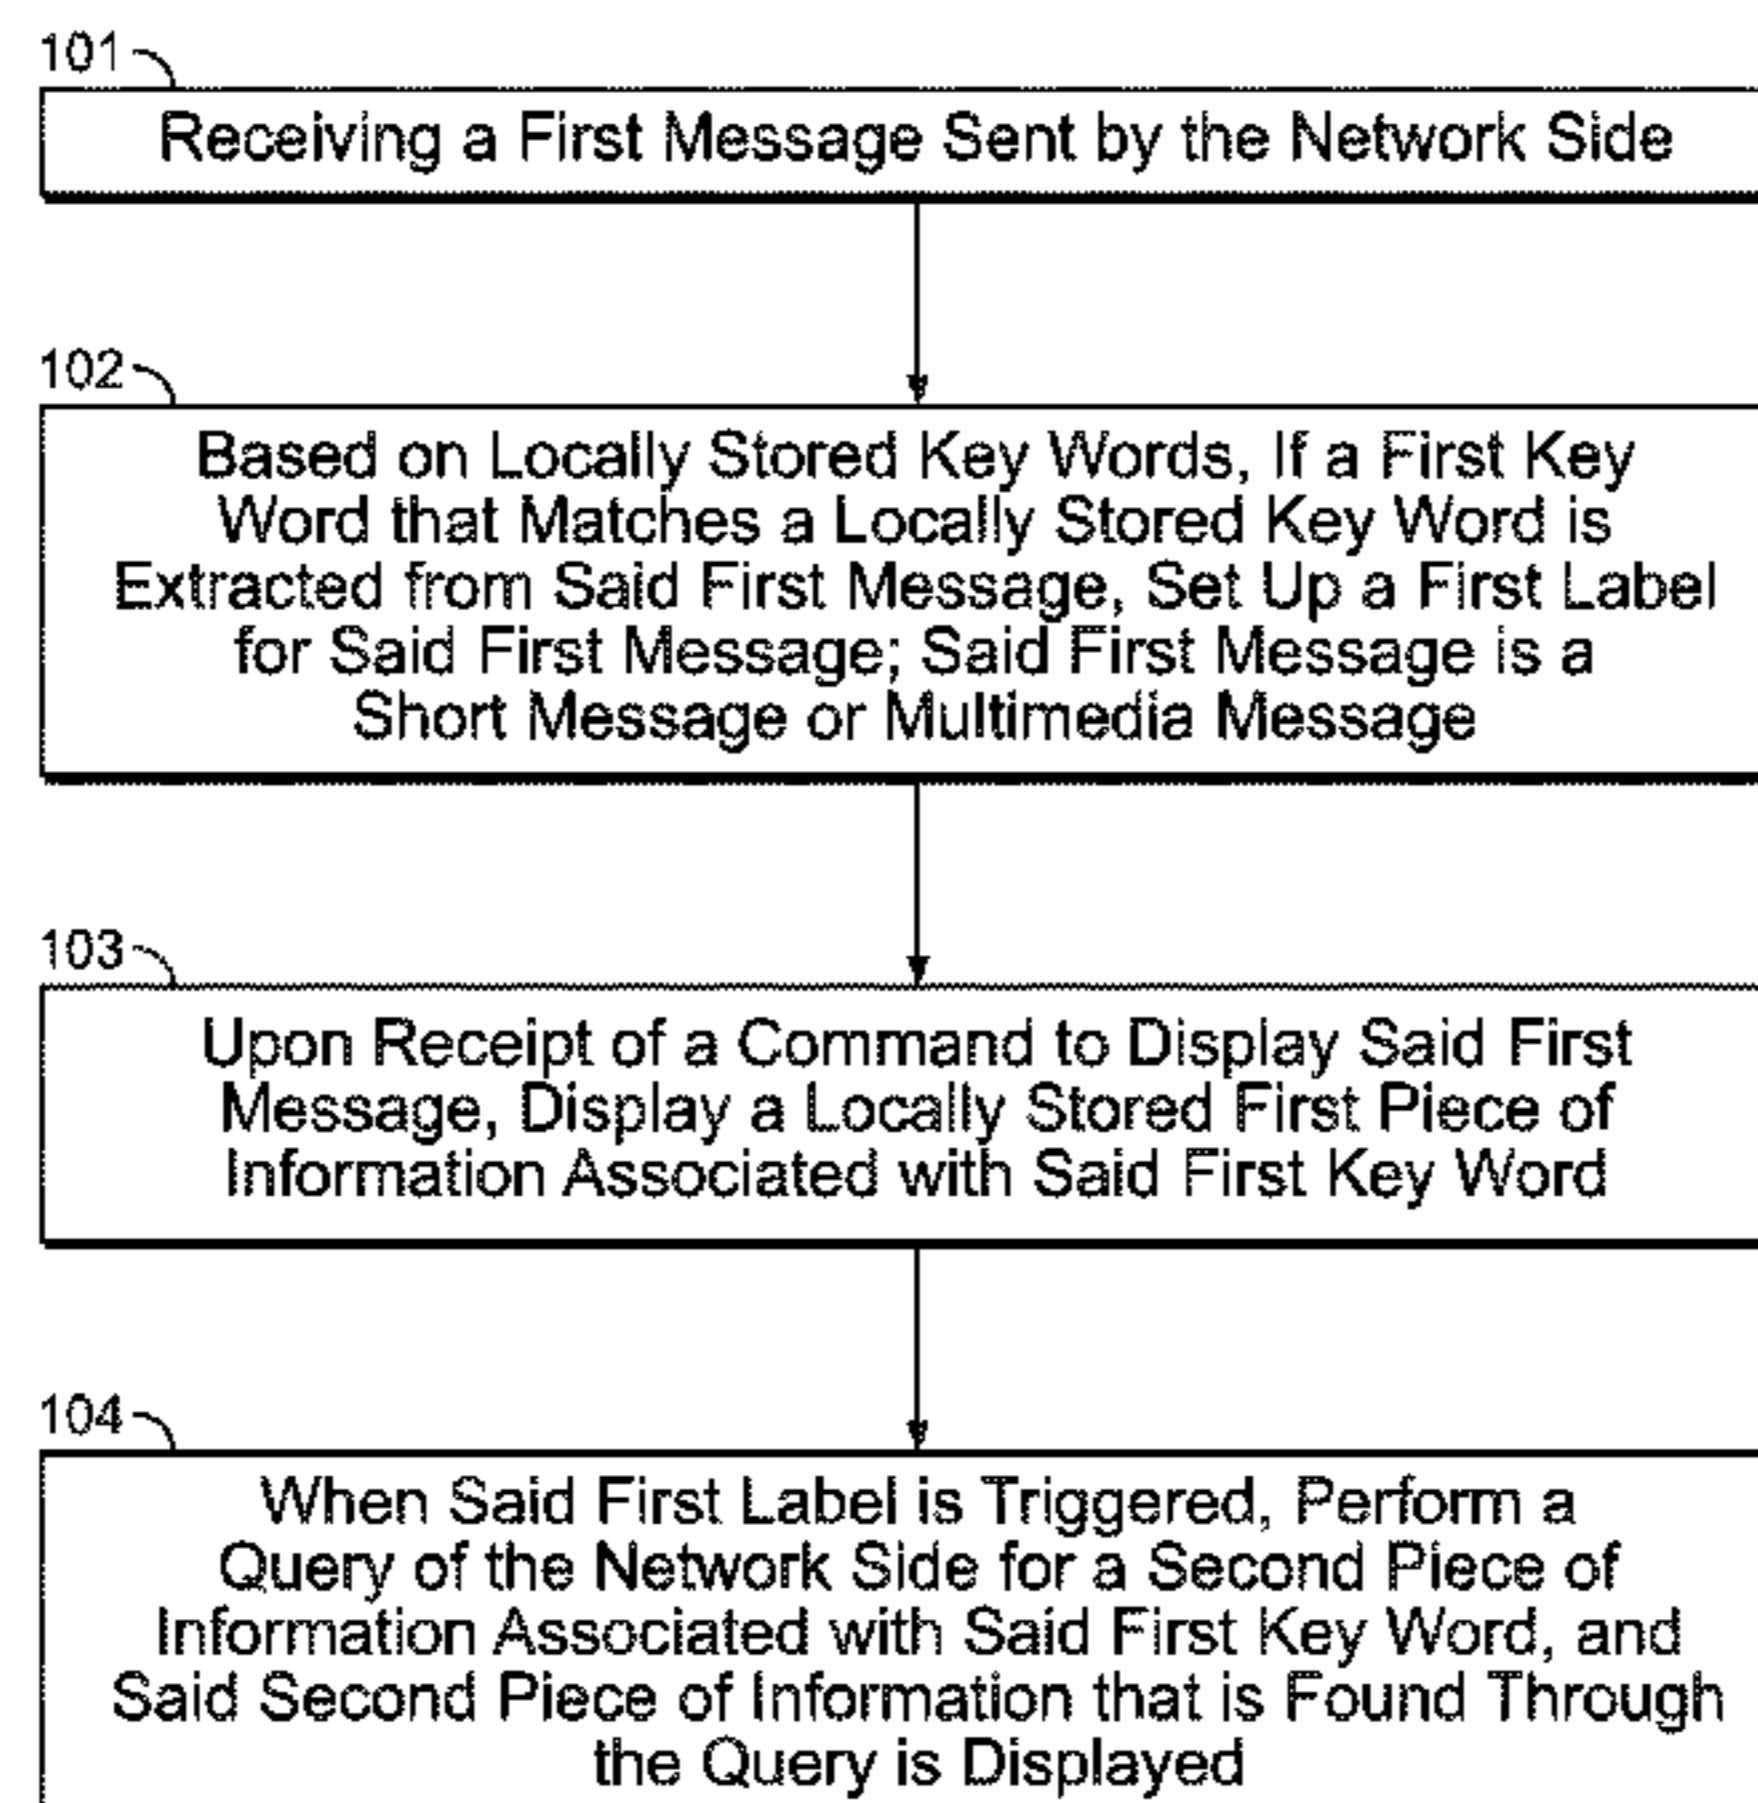 101
Receiving a First Message Sent by the Network Side
102
Based on Locally Stored Key Words, If a First Key
Word that Matches a Locally Stored Key Word is
Extracted from Said First Message, Set Up a First Label
for Said First Message; Said First Message is a
Short Message or Multimedia Message
103
Upon Receipt of a Command to Display Said First
Message, Display a Locally Stored First Piece of
Information Associated with Said First Key Word
104
When Said First Label is Triggered, Perform a
Query of the Network Side for a Second Piece of
Information Associated with Said First Key Word, and
Said Second Piece of Information that is Found Through
the Query is Displayed